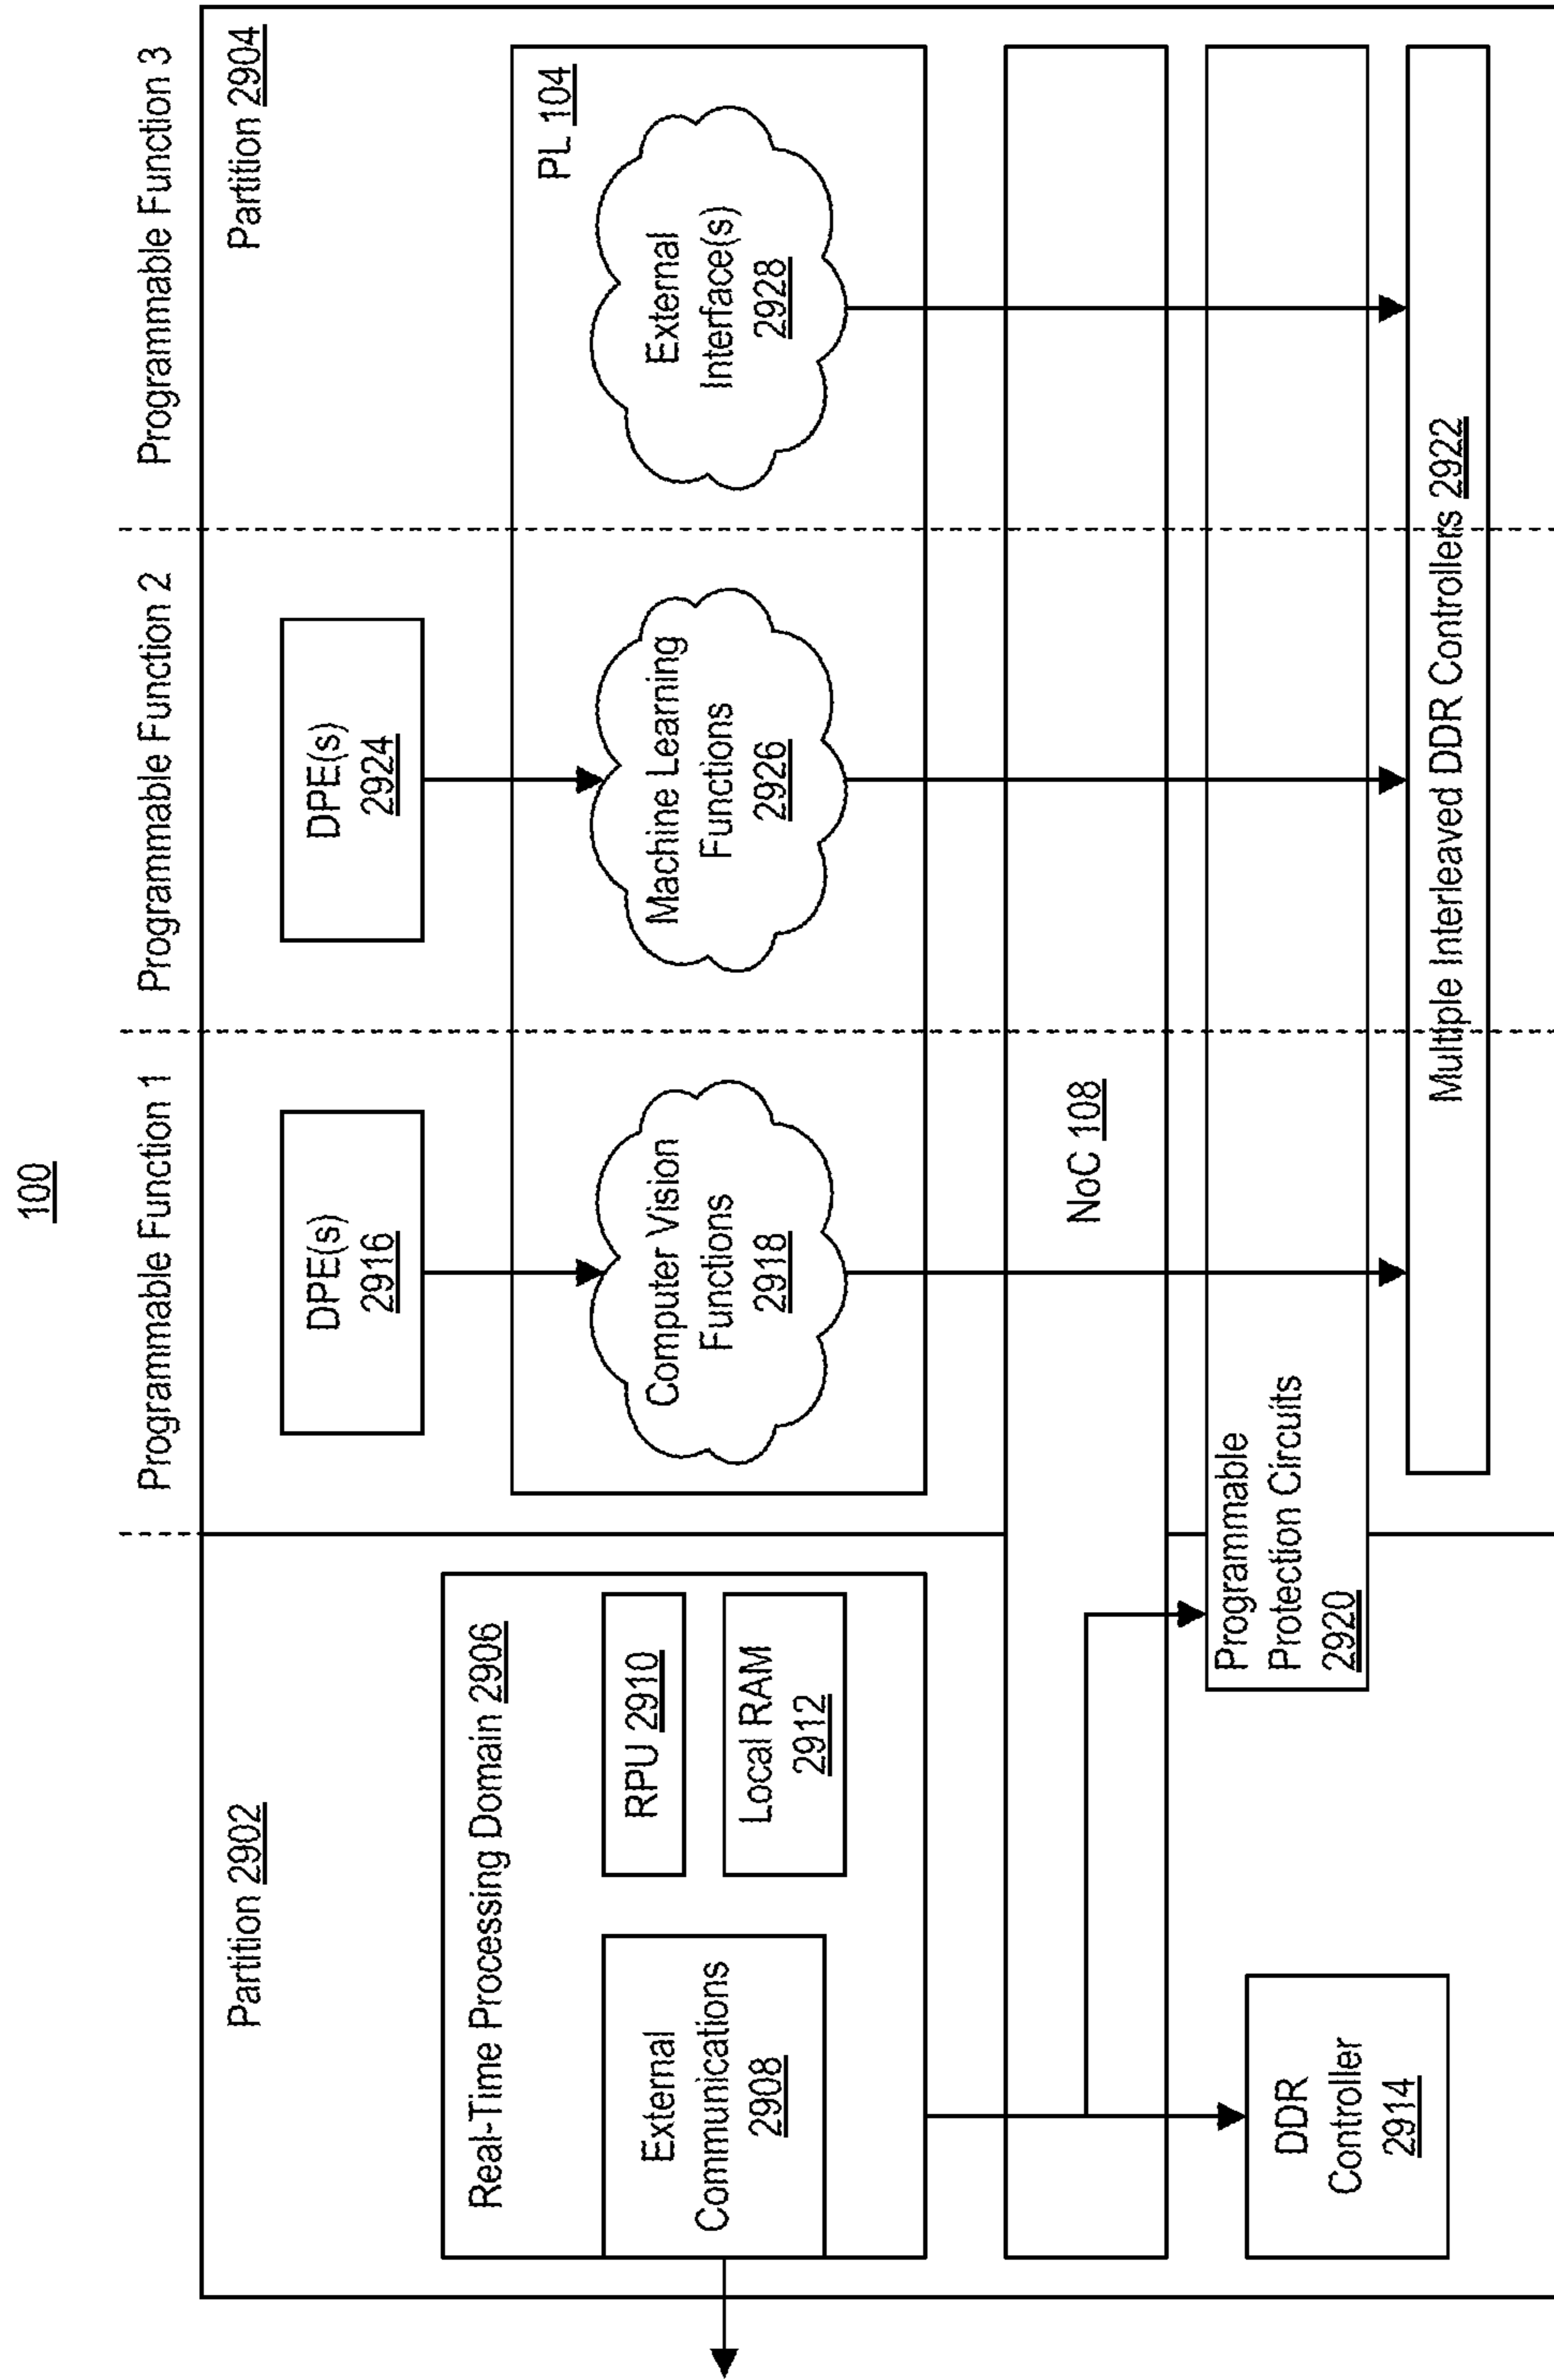 100
Programmable Function 1
Programmable Function 2
Programmable Function 3
Partition 2902
Partition 2904
Real-Time Processing Domain 2906
External
Communications
2908
RPU 2910
Local RAM
2912
DPE(s)
2916
DPE(s)
2924
PL 104
Computer Vision
Functions
2918
Machine Learning
Functions
2926
External
Interface(s)
2928
NoC 108
Programmable
Protection Circuits
2920
DDR
Controller
2914
Multiple Interleaved DDR Controllers 2922